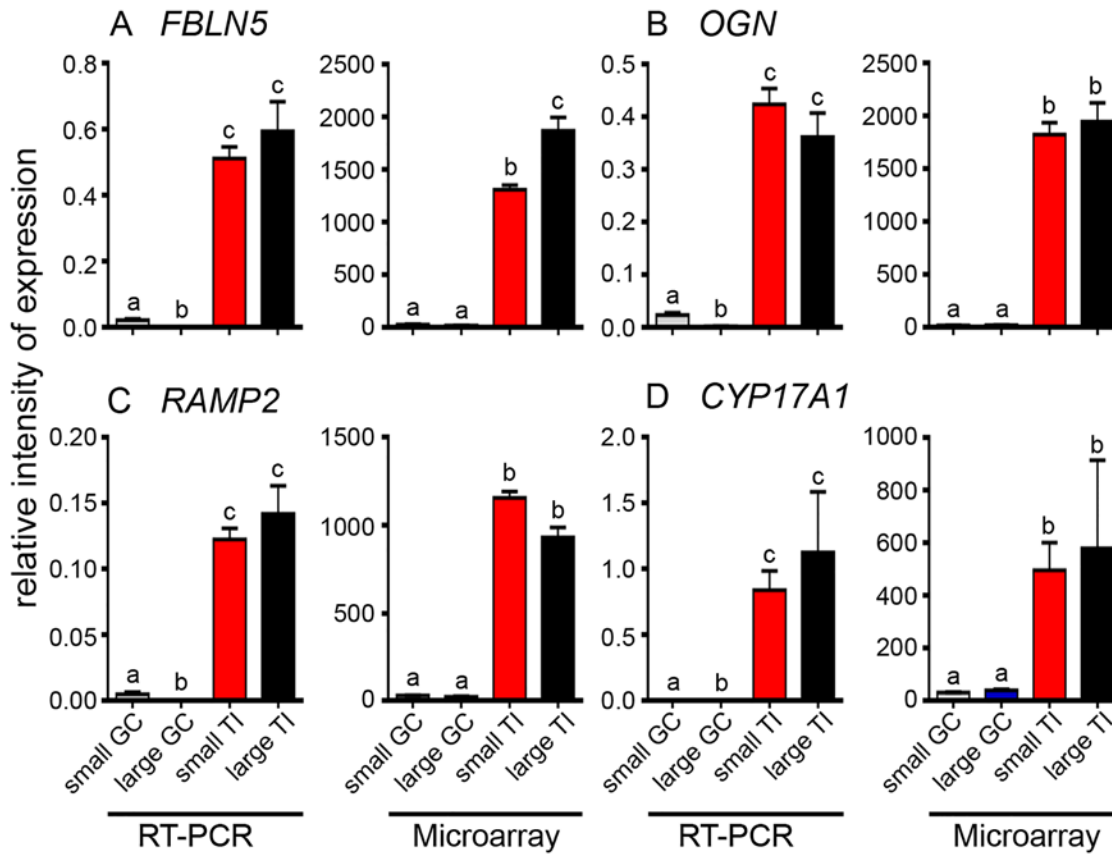 A FBLN5
B OGN
relative intensity of expression
0.8
0.6
0.4
0.2
0.0
a
b
c
c
2500
2000
1500
1000
500
0
a
a
b
c
0.5
0.4
0.3
0.2
0.1
0.0
a
b
c
c
2500
2000
1500
1000
500
0
a
a
b
b
C RAMP2
D CYP17A1
0.20
0.15
0.10
0.05
0.00
a
b
c
c
small GC
large GC
small TI
large TI
RT-PCR
1500
1000
500
0
a
a
b
b
small GC
large GC
small TI
large TI
Microarray
2.0
1.5
1.0
0.5
0.0
a
b
c
c
small GC
large GC
small TI
large TI
RT-PCR
1000
800
600
400
200
0
a
a
b
b
small GC
large GC
small TI
large TI
Microarray